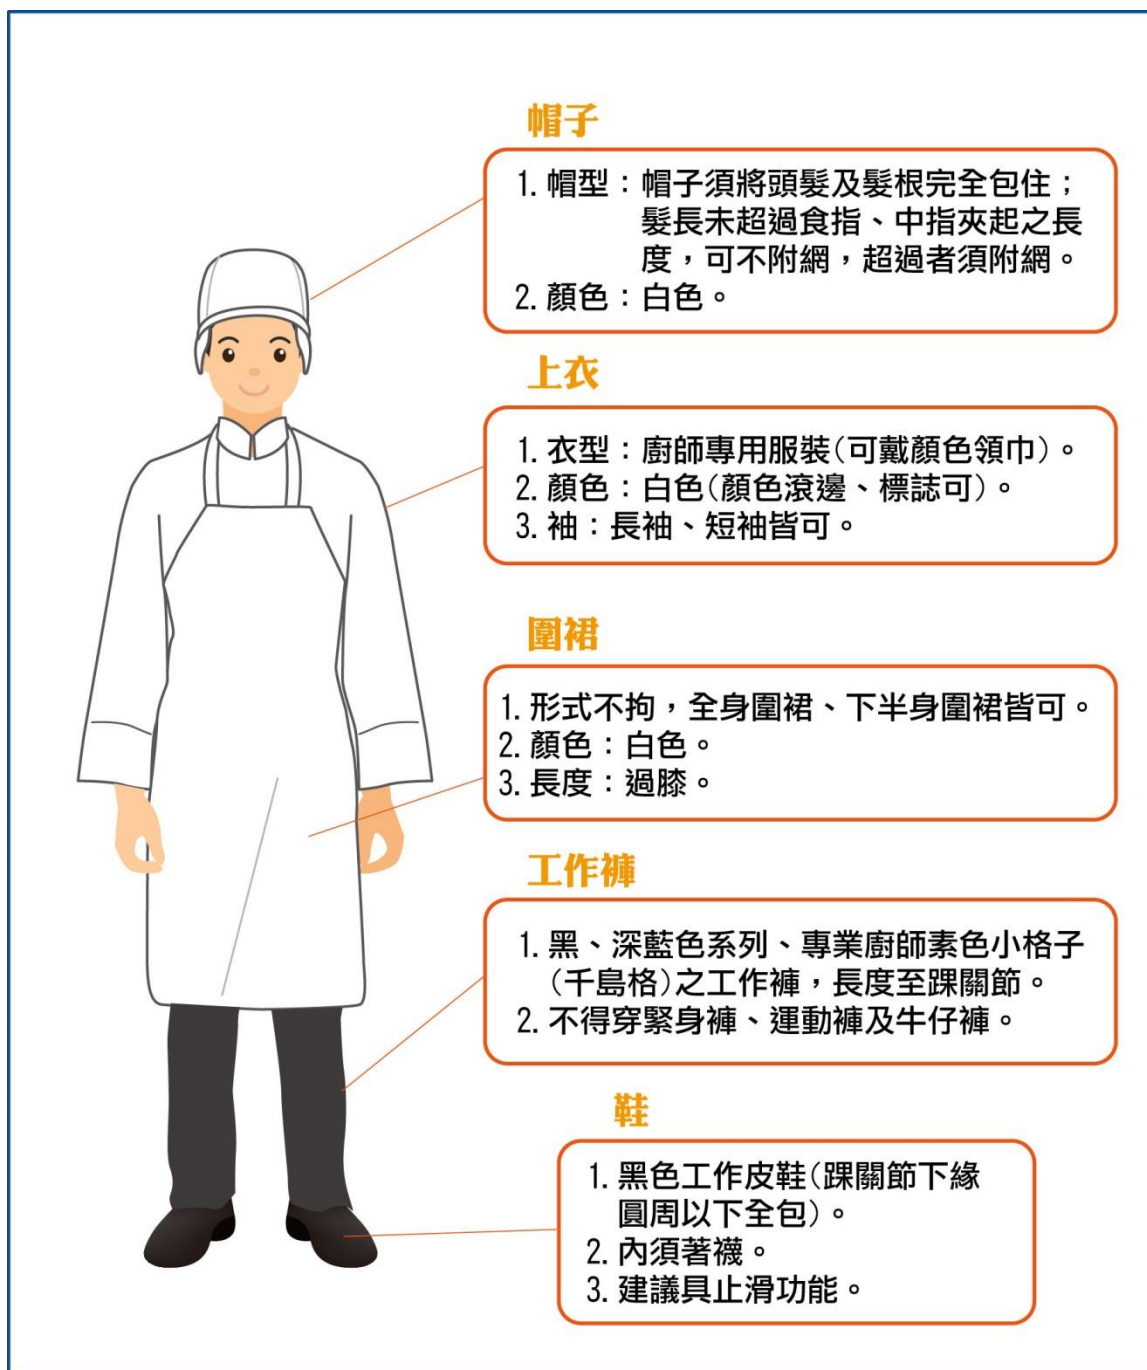 帽子
1. 帽型：帽子須將頭髮及髮根完全包住；
髮長未超過食指、中指夾起之長
度，可不附網，超過者須附網。
2. 顏色：白色。
上衣
1. 衣型：廚師專用服裝(可戴顏色領巾)。
2. 顏色：白色(顏色滾邊、標誌可)。
3. 袖：長袖、短袖皆可。
圍裙
1. 形式不拘，全身圍裙、下半身圍裙皆可。
2. 顏色：白色。
3. 長度：過膝。
工作褲
1. 黑、深藍色系列、專業廚師素色小格子
(千島格)之工作褲，長度至踝關節。
2. 不得穿緊身褲、運動褲及牛仔褲。
鞋
1. 黑色工作皮鞋(踝關節下緣
圓周以下全包)。
2. 內須著襪。
3. 建議具止滑功能。